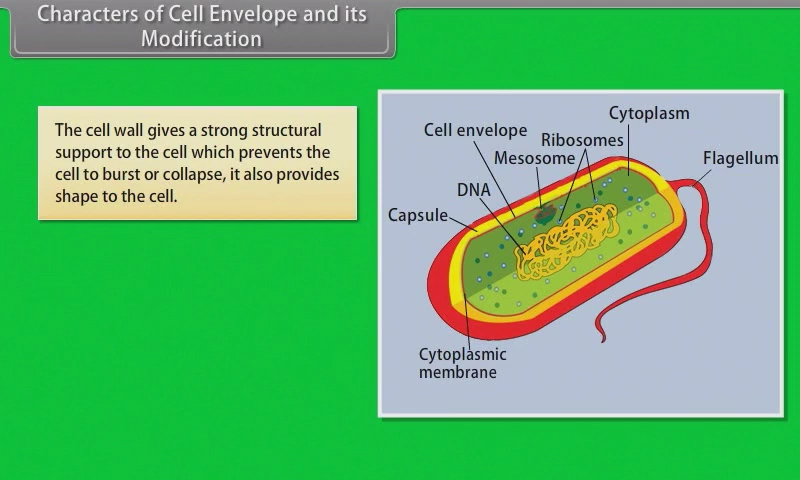 Characters of Cell Envelope and its
Modification
The cell wall gives a strong structural
support to the cell which prevents the
cell to burst or collapse, it also provides
shape to the cell.
Cytoplasm
Cell envelope
Ribosomes
Mesosome
Flagellum
DNA
Capsule
Cytoplasmic
membrane